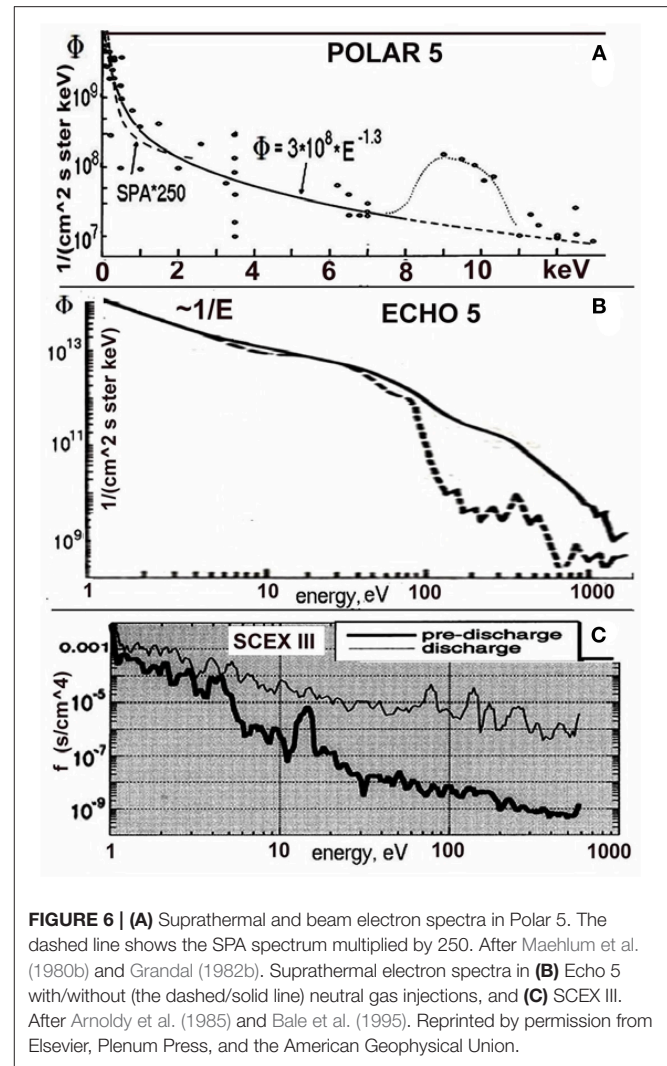 Φ
POLAR 5
A
1/(cm^2 s ster keV)
10^9
10^8
10^7
Φ = 3*10^8*E^-1.3
SPA*250
0 2 4 6 8 10 keV
Φ
~1/E
ECHO 5
B
1/(cm^2 s ster keV)
10^13
10^11
10^9
1 10 100 1000
energy, eV
SCEX III
pre-discharge
discharge
C
f (s/cm^4)
0.001
10^-5
10^-7
10^-9
1 10 100 1000
energy, eV
FIGURE 6 | (A) Suprathermal and beam electron spectra in Polar 5. The
dashed line shows the SPA spectrum multiplied by 250. After Maehlum et al.
(1980b) and Grandal (1982b). Suprathermal electron spectra in (B) Echo 5
with/without (the dashed/solid line) neutral gas injections, and (C) SCEX III.
After Arnoldy et al. (1985) and Bale et al. (1995). Reprinted by permission from
Elsevier, Plenum Press, and the American Geophysical Union.